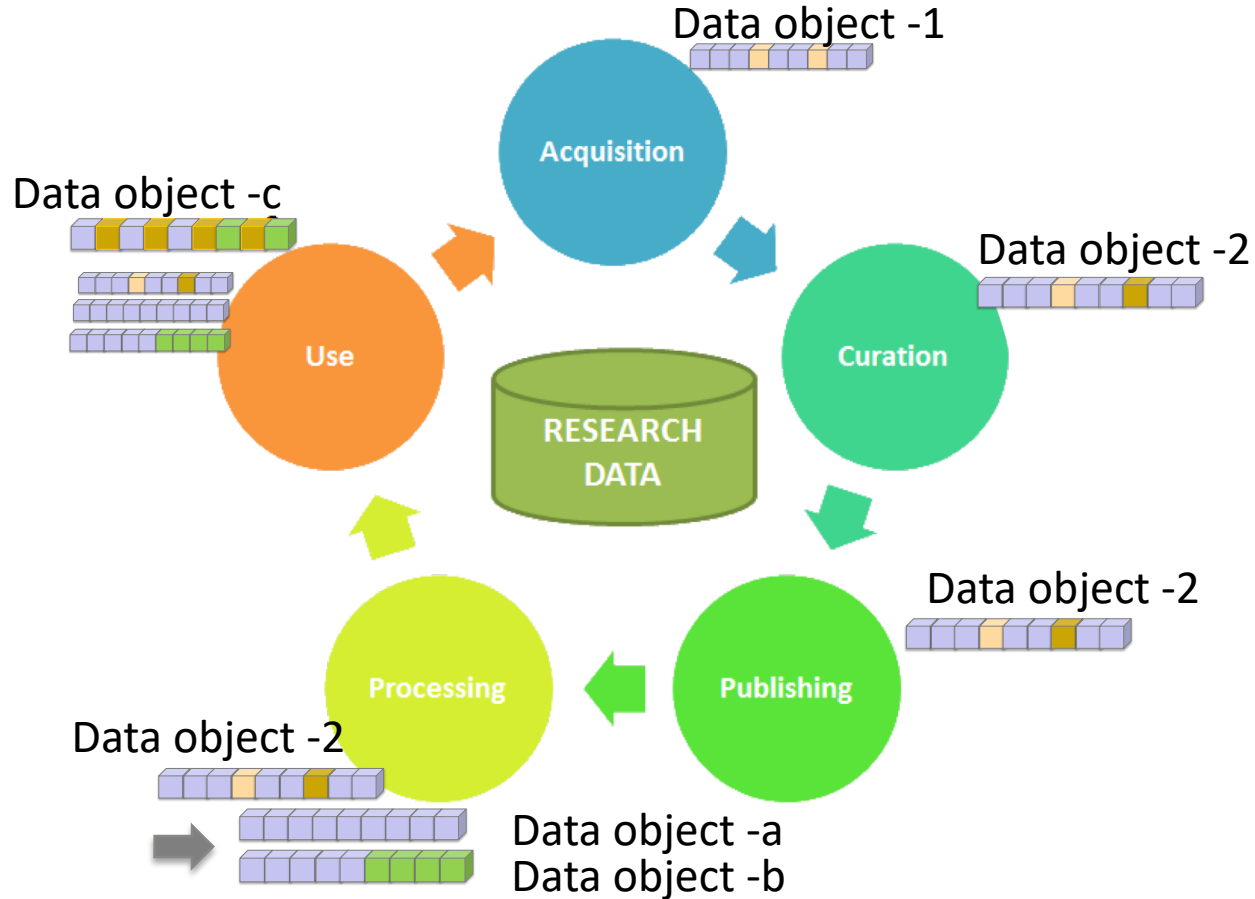 Data object -1
Acquisition
Data object -c
Data object -2
Use
Curation
RESEARCH
DATA
Data object -2
Processing
Publishing
Data object -2
Data object -a
Data object -b